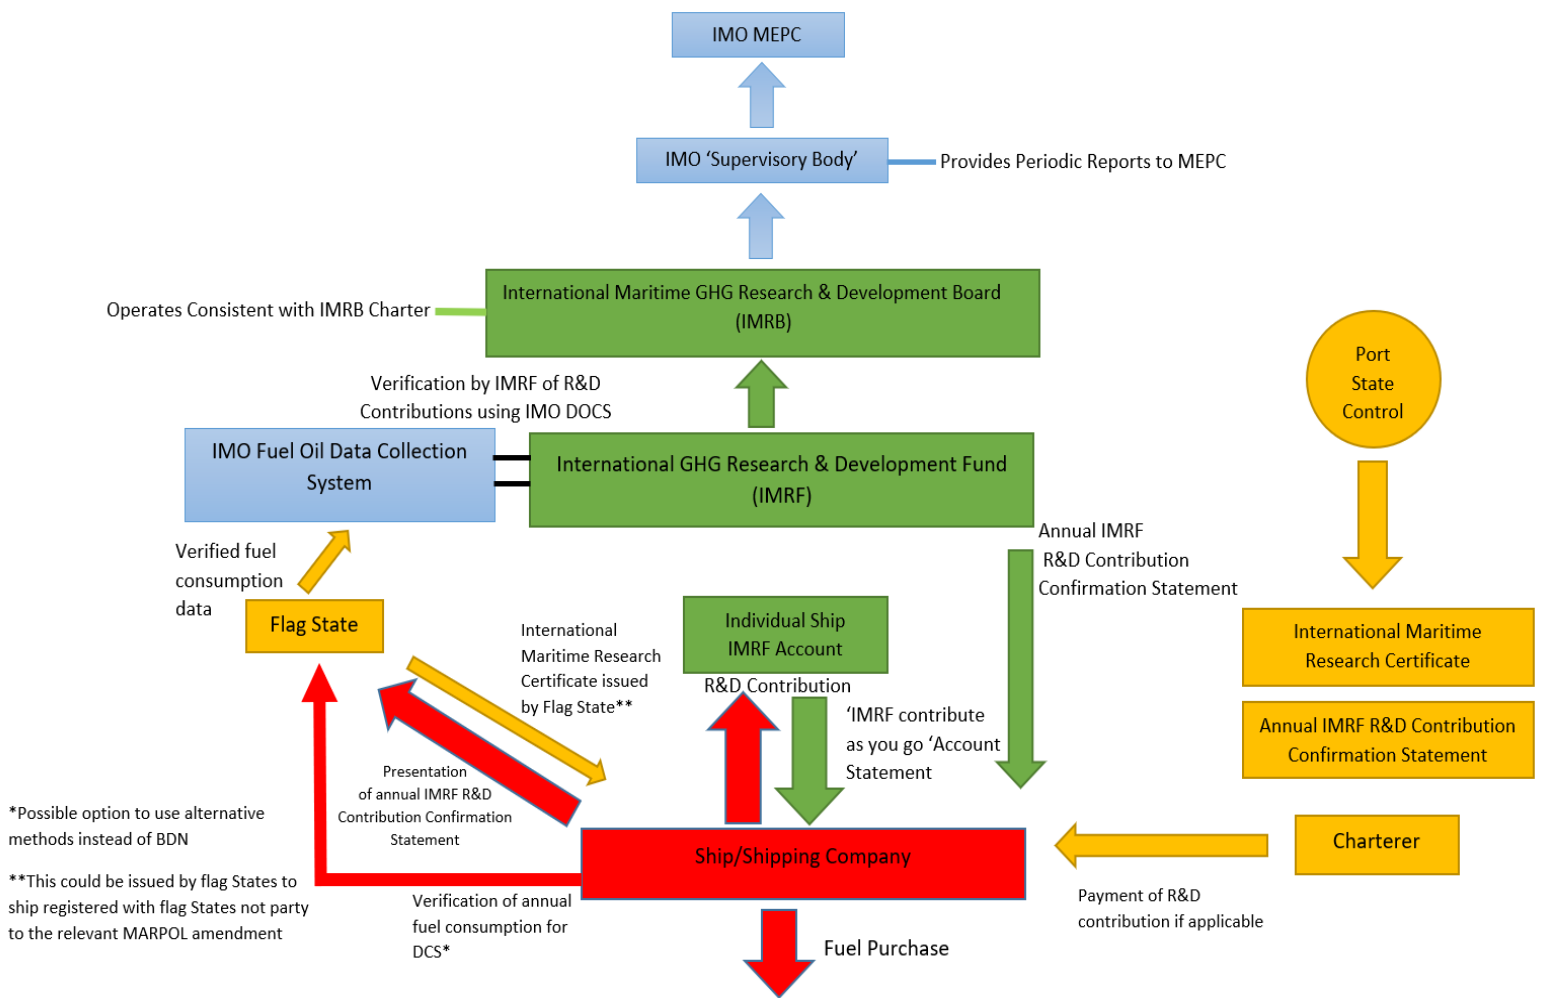 IMO MEPC
IMO ‘Supervisory Body’
Provides Periodic Reports to MEPC
International Maritime GHG Research & Development Board
(IMRB)
Operates Consistent with IMRB Charter
Port
State
Control
Verification by IMRF of R&D
Contributions using IMO DOCS
IMO Fuel Oil Data Collection
System
International GHG Research & Development Fund
(IMRF)
Annual IMRF
R&D Contribution
Confirmation Statement
Verified fuel
consumption
data
Flag State
International
Maritime Research
Certificate issued
by Flag State**
Individual Ship
IMRF Account
R&D Contribution
‘IMRF contribute
as you go ‘Account
Statement
International Maritime
Research Certificate
Annual IMRF R&D Contribution
Confirmation Statement
Presentation
of annual IMRF R&D
Contribution Confirmation
Statement
*Possible option to use alternative
methods instead of BDN
**This could be issued by flag States to
ship registered with flag States not party
to the relevant MARPOL amendment
Ship/Shipping Company
Charterer
Verification of annual
fuel consumption for
DCS*
Payment of R&D
contribution if applicable
Fuel Purchase